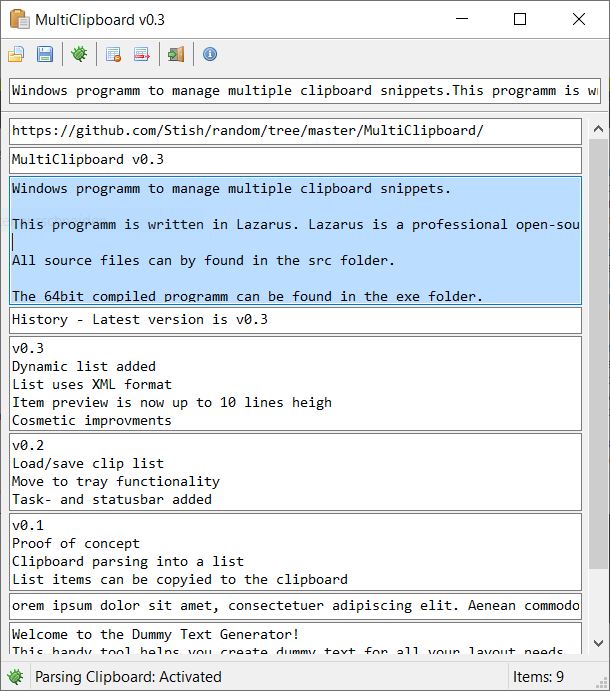 MultiClipboard v0.3
Windows programm to manage multiple clipboard snippets.This programm is w
https://github.com/Stish/random/tree/master/MultiClipboard/
MultiClipboard v0.3
Windows programm to manage multiple clipboard snippets.
This programm is written in Lazarus. Lazarus is a professional open-sou
All source files can by found in the src folder.
The 64bit compiled programm can be found in the exe folder.
History - Latest version is v0.3
v0.3
Dynamic list added
List uses XML format
Item preview is now up to 10 lines heigh
Cosmetic improvments
v0.2
Load/save clip list
Move to tray functionality
Task- and statusbar added
v0.1
Proof of concept
Clipboard parsing into a list
List items can be copyied to the clipboard
orem ipsum dolor sit amet, consectetuer adipiscing elit. Aenean commodo
Welcome to the Dummy Text Generator!
This handy tool helps you create dummy text for all your layout needs
Parsing Clipboard: Activated
Items: 9